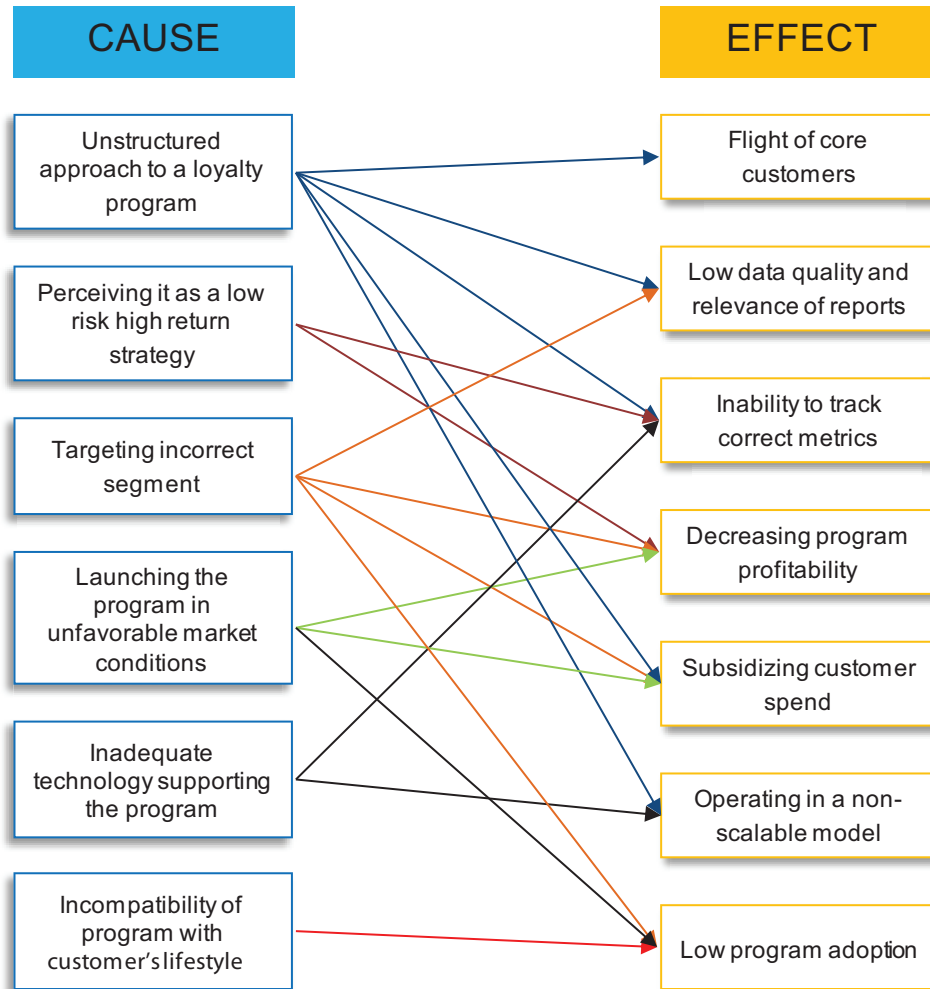 CAUSE
EFFECT
Unstructured
approach to a loyalty
program
Perceiving it as a low
risk high return
strategy
Targeting incorrect
segment
Launching the
program in
unfavorable market
conditions
Inadequate
technology supporting
the program
Incompatibility of
program with
customer's lifestyle
Flight of core
customers
Low data quality and
relevance of reports
Inability to track
correct metrics
Decreasing program
profitability
Subsidizing customer
spend
Operating in a non-
scalable model
Low program adoption